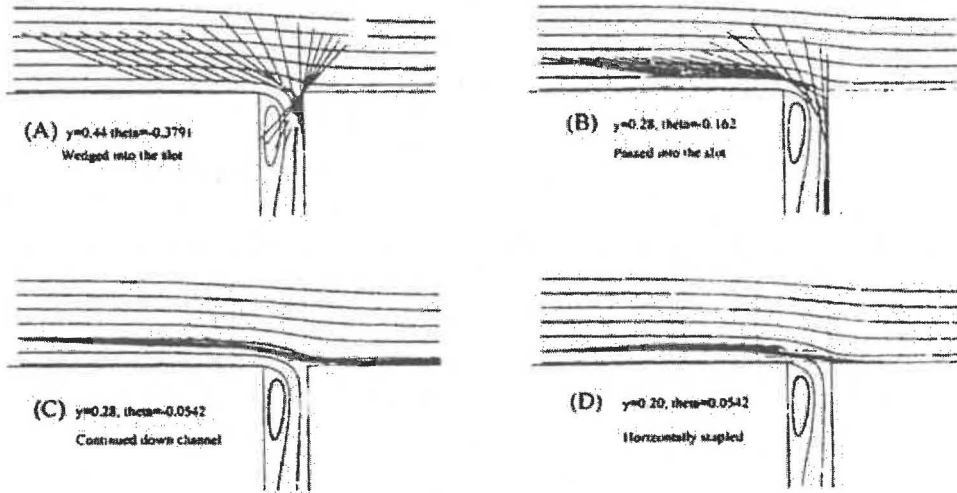 (A) y=0.44 theta=-0.3791
Wedged into the slot
(B) y=0.28, theta=-0.162
Passed into the slot
(C) y=0.28, theta=-0.0542
Continued down channel
(D) y=0.20, theta=0.0542
Horizontally stapled